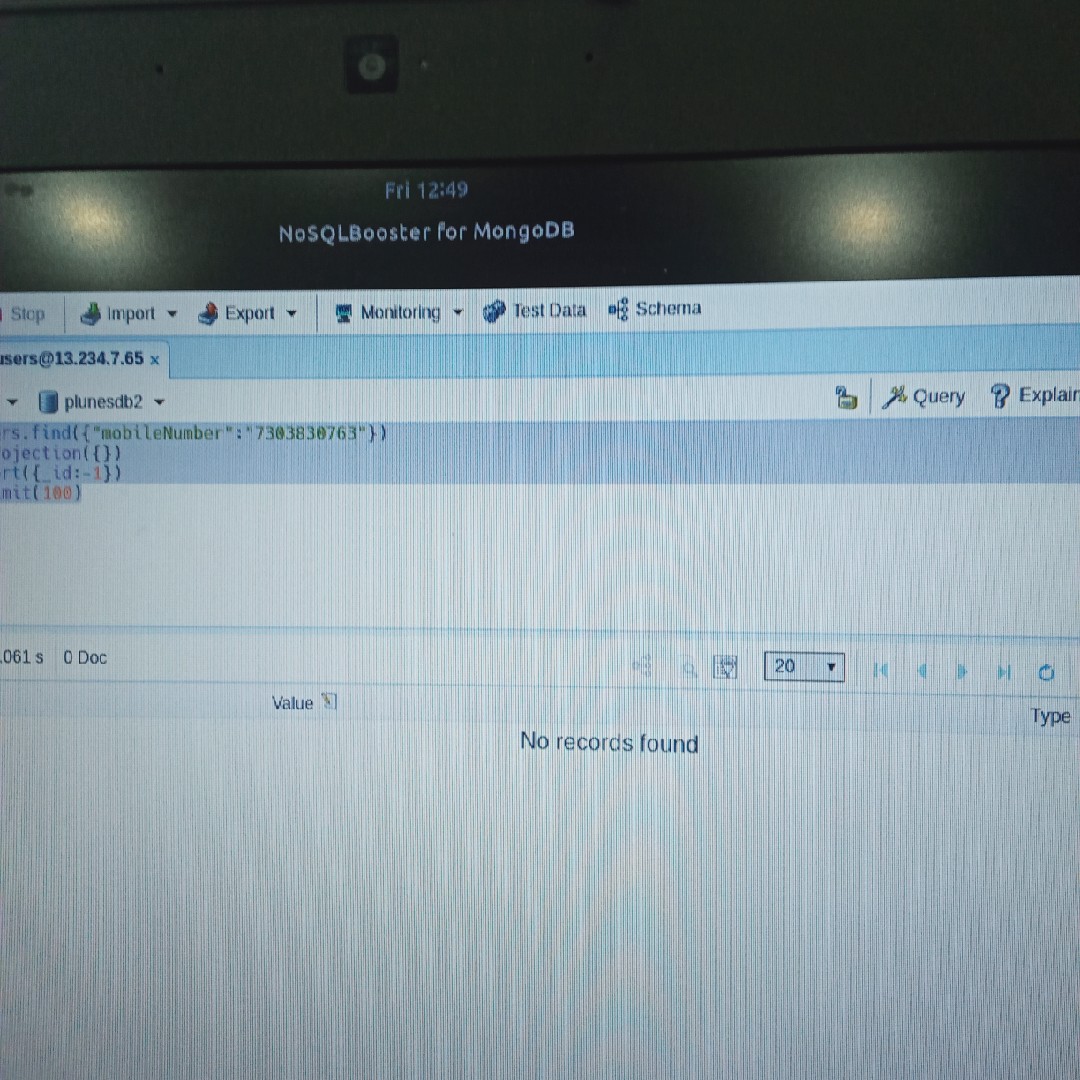 Fri 12:49
NoSQLBooster for MongoDB
Stop Import Export Monitoring Test Data Schema
users@13.234.7.65 x
plunesdb2 Query Explain
rs.find({"mobileNumber":"7303830763"})
ojection({})
rt({_id:-1})
mit(100)
.061 s 0 Doc 20
Value Type
No records found